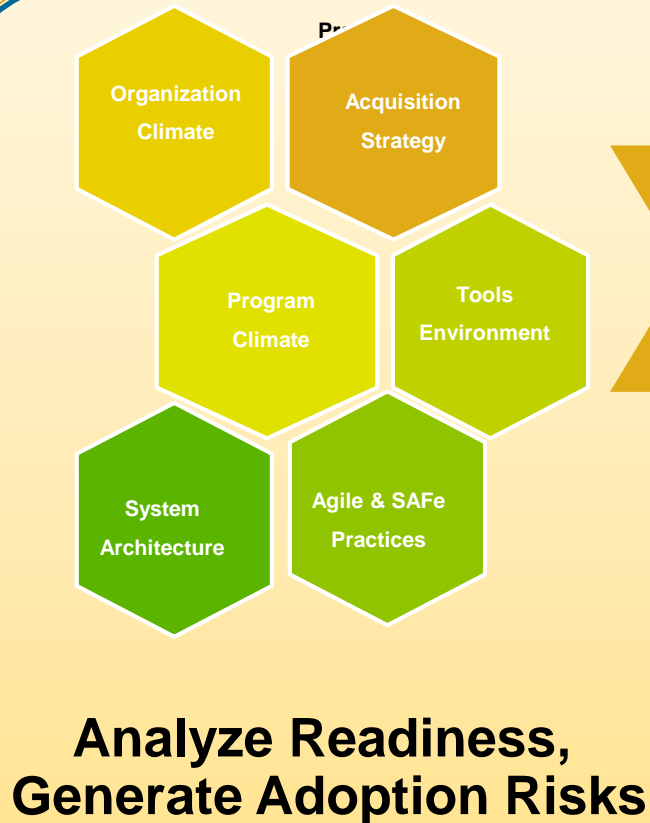 Organization
Climate
Acquisition
Strategy
Program
Climate
Tools
Environment
System
Architecture
Agile & SAFe
Practices
Analyze Readiness,
Generate Adoption Risks